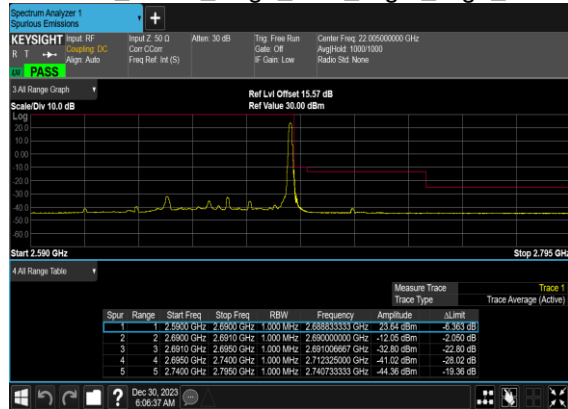 Spectrum Analyzer 1
Spurious Emissions
+
KEYSIGHT Input: RF Input Z: 50 Ω Atten: 30 dB Trig: Free Run Center Freq: 22.005000000 GHz
R T Coupling: DC Corr CCorr Gate: Off Avg|Hold: 1000/1000
Align: Auto Freq Ref: Int (S) IF Gain: Low Radio Std: None
PASS
3 All Range Graph
Ref Lvl Offset 15.57 dB
Scale/Div 10.0 dB Ref Value 30.00 dBm
Log
20.0
10.0
0.00
-10.0
-20.0
-30.0
-40.0
-50.0
-60.0
Start 2.590 GHz Stop 2.795 GHz
4 All Range Table
Measure Trace Trace 1
Trace Type Trace Average (Active)
Spur Range Start Freq Stop Freq RBW Frequency Amplitude ΔLimit
1 1 2.5900 GHz 2.6900 GHz 1.000 MHz 2.688833333 GHz 23.64 dBm -6.363 dB
2 2 2.6900 GHz 2.6910 GHz 1.000 MHz 2.690000000 GHz -12.05 dBm -2.050 dB
3 3 2.6910 GHz 2.6950 GHz 1.000 MHz 2.691006667 GHz -32.80 dBm -22.80 dB
4 4 2.6950 GHz 2.7400 GHz 1.000 MHz 2.712325000 GHz -41.02 dBm -28.02 dB
5 5 2.7400 GHz 2.7950 GHz 1.000 MHz 2.740733333 GHz -44.36 dBm -19.36 dB
? Dec 30, 2023
6:06:37 AM